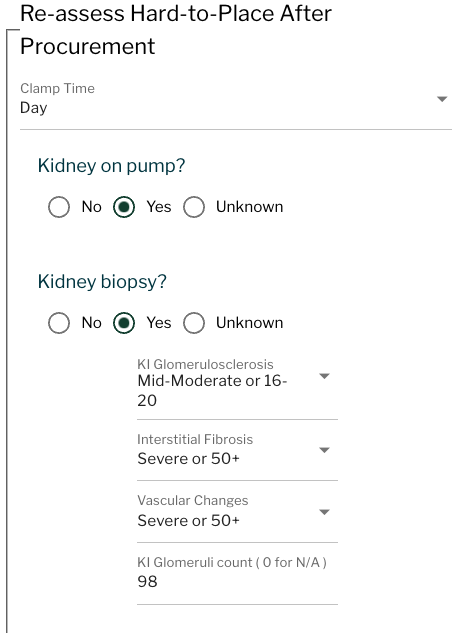 Re-assess Hard-to-Place After
Procurement
Clamp Time
Day
Kidney on pump?
No Yes Unknown
Kidney biopsy?
No Yes Unknown
KI Glomerulosclerosis
Mid-Moderate or 16-
20
Interstitial Fibrosis
Severe or 50+
Vascular Changes
Severe or 50+
KI Glomeruli count ( 0 for N/A )
98